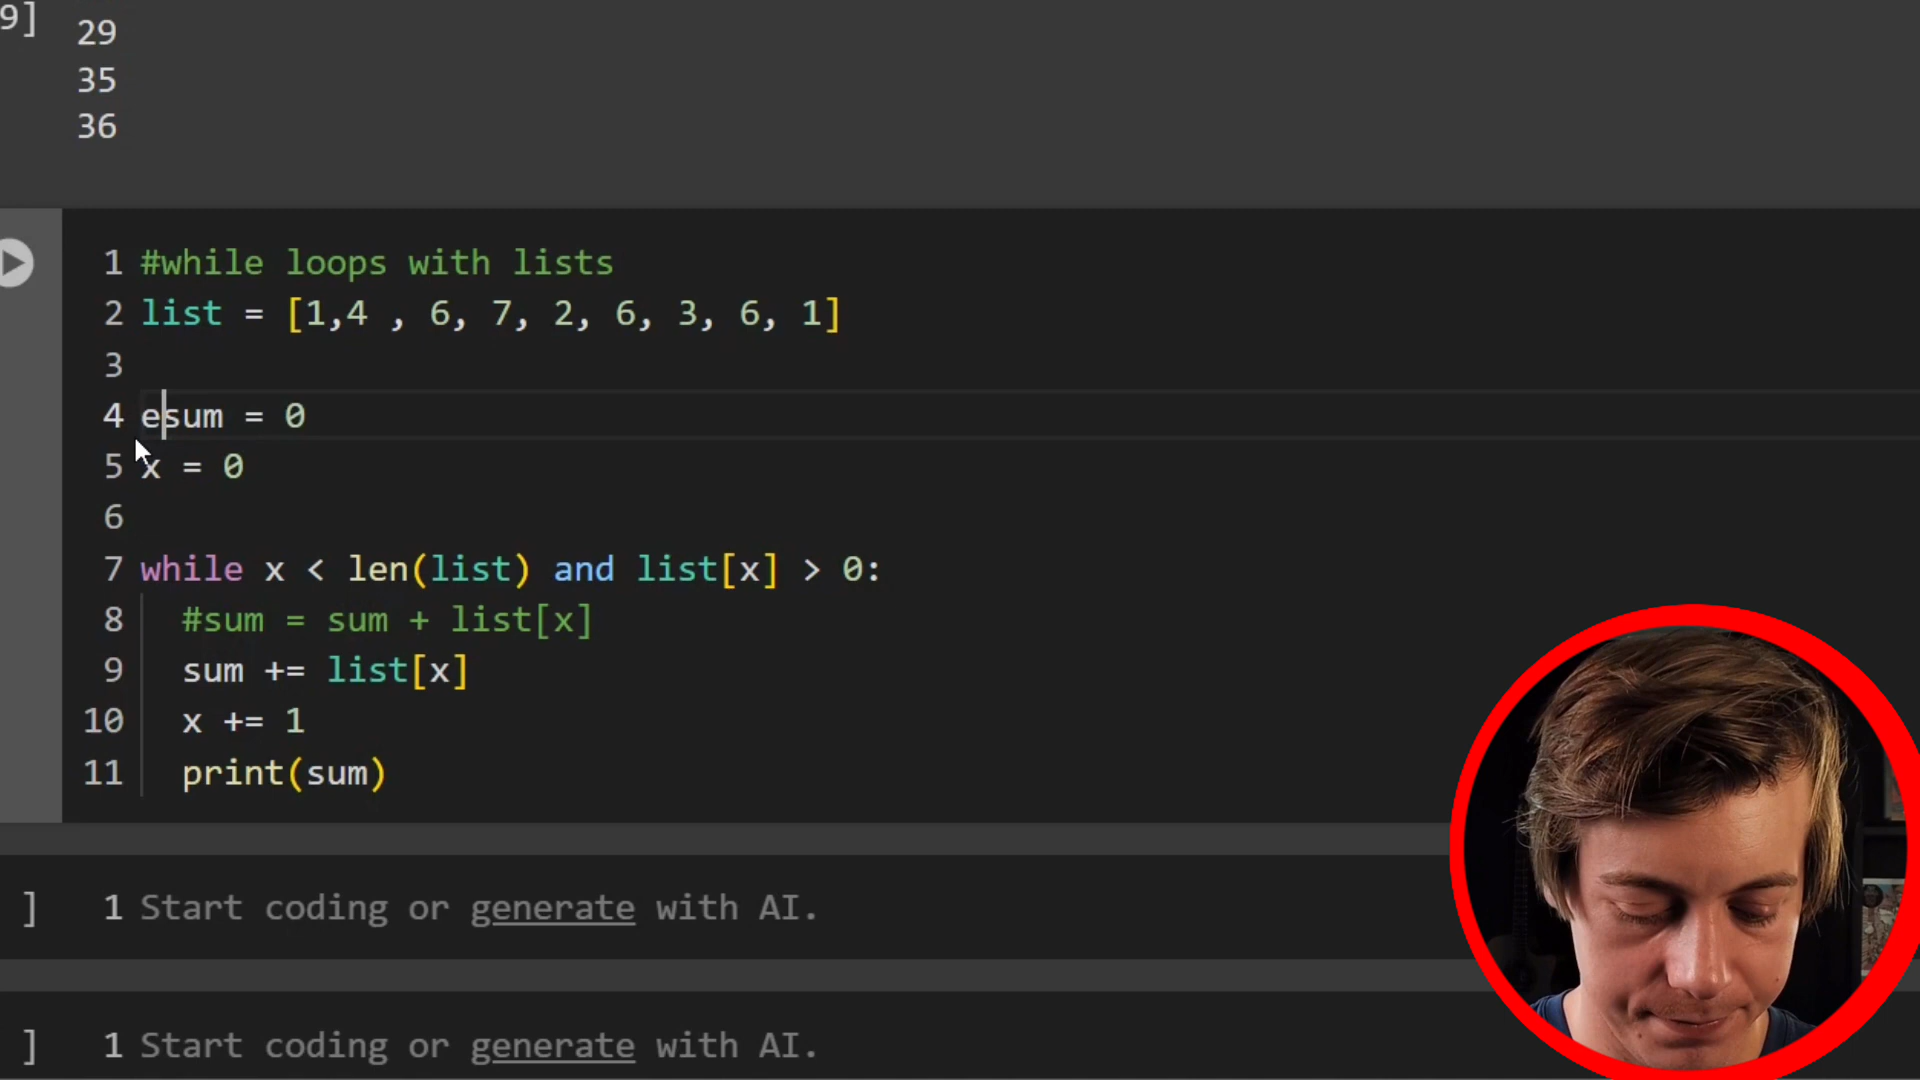 9]
29
35
36
1 #while loops with lists
2 list = [1,4 , 6, 7, 2, 6, 3, 6, 1]
3
4 esum = 0
5 x = 0
6
7 while x < len(list) and list[x] > 0:
8 #sum = sum + list[x]
9 sum += list[x]
10 x += 1
11 print(sum)
] 1 Start coding or generate with AI.
] 1 Start coding or generate with AI.